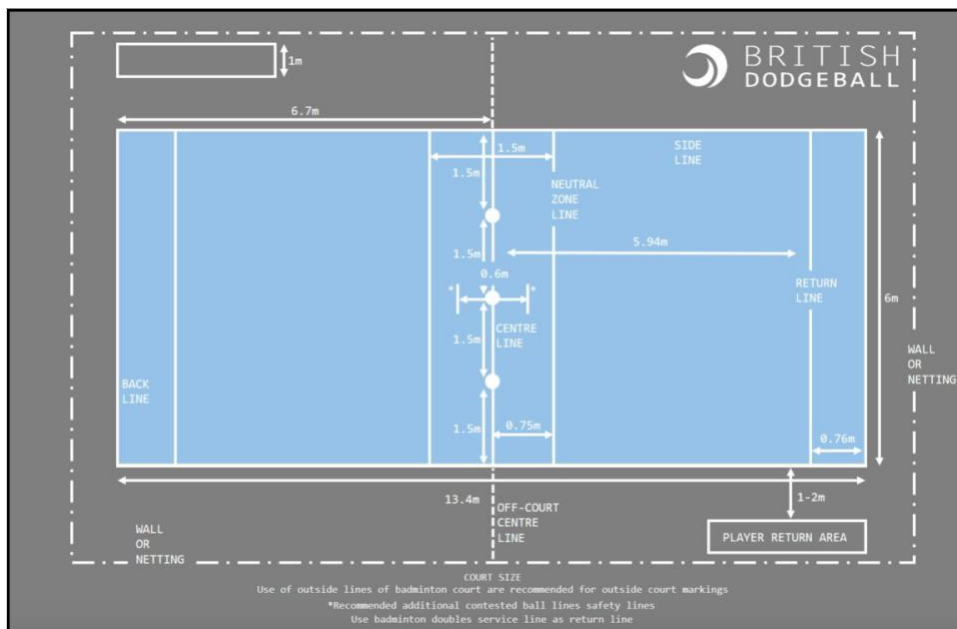 1m
BRITISH
DODGEBALL
6.7m
1.5m
SIDE
LINE
1.5m
NEUTRAL
ZONE
LINE
5.94m
1.5m
0.6m
RETURN
LINE
*
*
6m
CENTRE
LINE
1.5m
WALL
OR
NETTING
BACK
LINE
1.5m
0.75m
0.76m
13.4m
OFF-COURT
CENTRE
LINE
1-2m
WALL
OR
NETTING
PLAYER RETURN AREA
COURT SIZE
Use of outside lines of badminton court are recommended for outside court markings
*Recommended additional contested ball lines safety lines
Use badminton doubles service line as return line